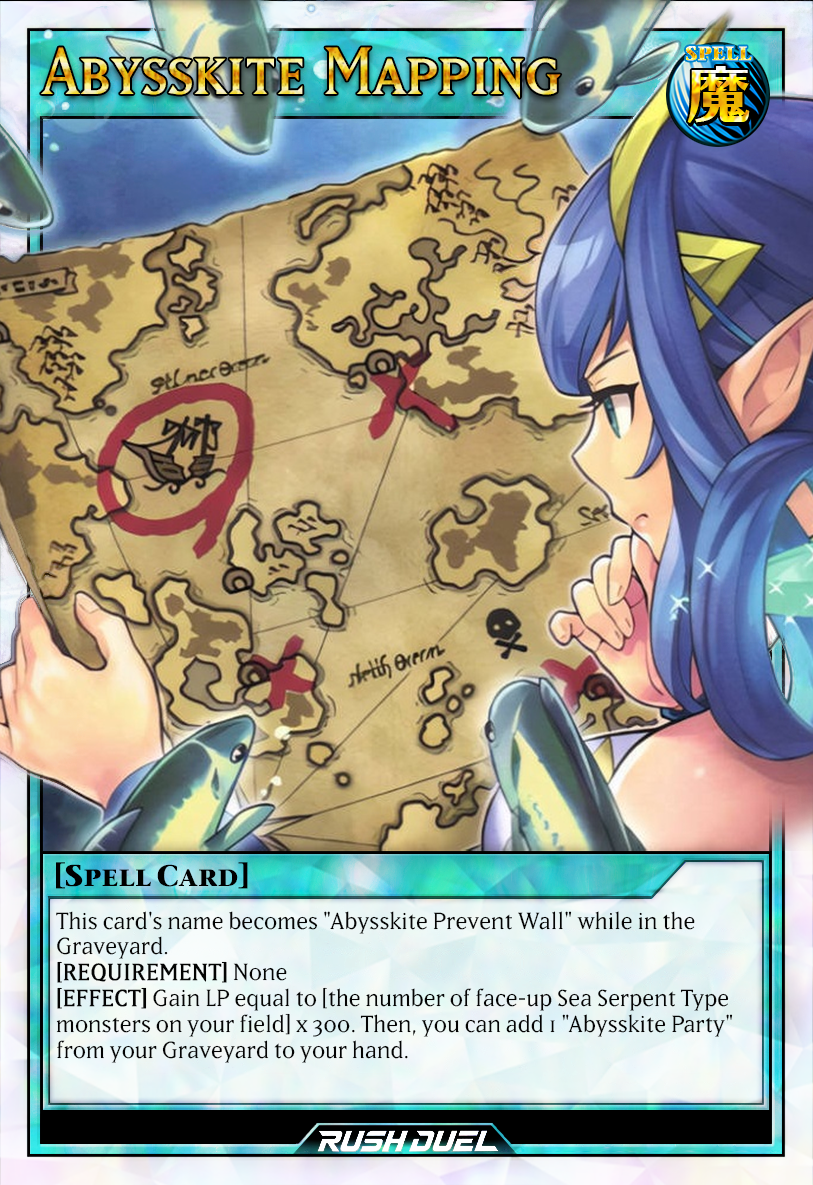 Abysskite Mapping
SPELL
魔
[Spell Card]
This card's name becomes "Abysskite Prevent Wall" while in the
Graveyard.
[REQUIREMENT] None
[EFFECT] Gain LP equal to [the number of face-up Sea Serpent Type
monsters on your field] x 300. Then, you can add 1 "Abysskite Party"
from your Graveyard to your hand.
RUSH DUEL